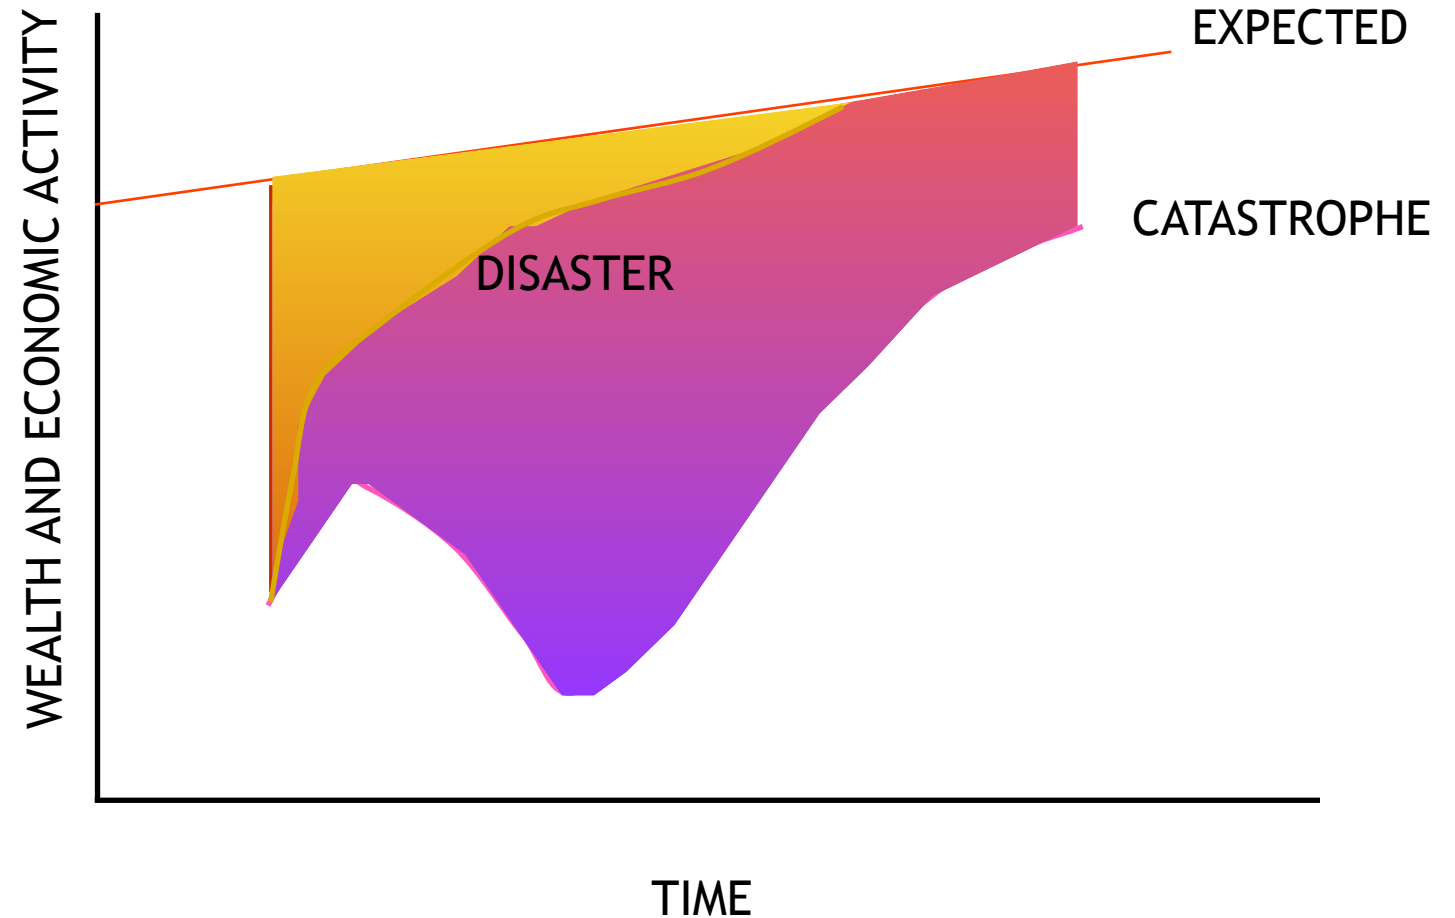 EXPECTED
WEALTH AND ECONOMIC ACTIVITY
CATASTROPHE
DISASTER
TIME